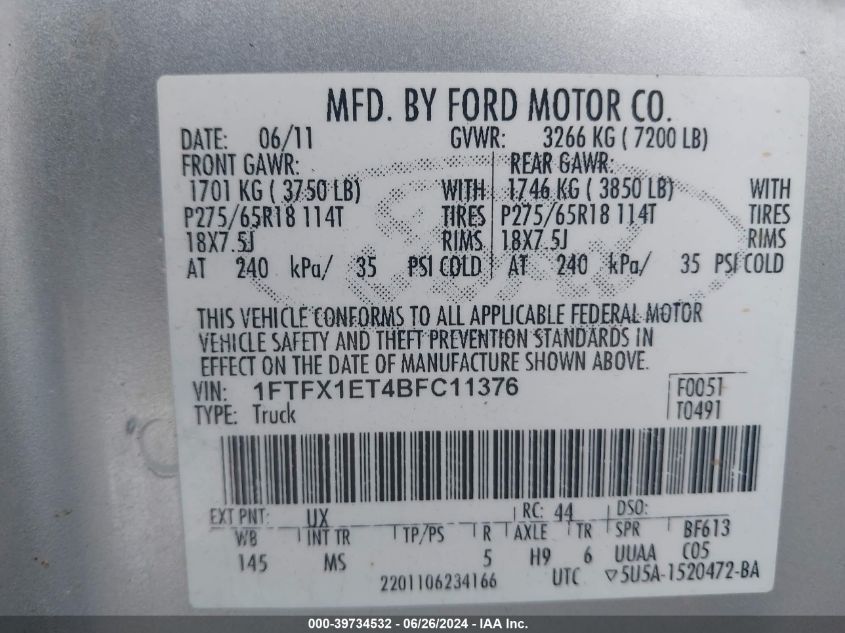 MFD. BY FORD MOTOR CO.
DATE: 06/11 GVWR: 3266 KG ( 7200 LB)
FRONT GAWR: REAR GAWR:
1701 KG ( 3750 LB) WITH 1746 KG ( 3850 LB) WITH
P275/65R18 114T TIRES P275/65R18 114T TIRES
18X7.5J RIMS 18X7.5J RIMS
AT 240 kPa/ 35 PSI COLD AT 240 kPa/ 35 PSI COLD
THIS VEHICLE CONFORMS TO ALL APPLICABLE FEDERAL MOTOR
VEHICLE SAFETY AND THEFT PREVENTION STANDARDS IN
EFFECT ON THE DATE OF MANUFACTURE SHOWN ABOVE.
VIN: 1FTFX1ET4BFC11376 F0051
TYPE: Truck T0491
EXT PNT: UX RC: 44 DSO:
WB INT TR TP/PS R AXLE TR SPR BF613
145 MS 5 H9 6 UUAA C05
2201106234166 UTC ▽5U5A-1520472-BA
000-39734532 - 06/26/2024 - IAA Inc.